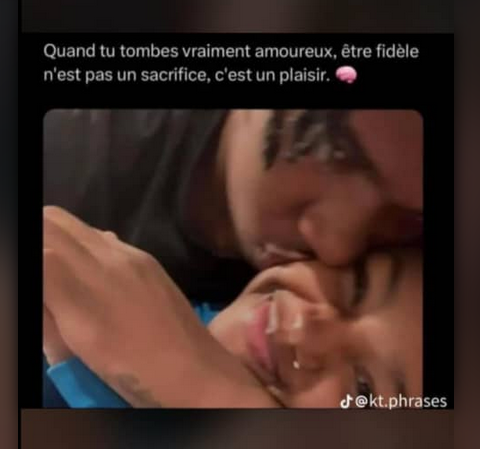 Quand tu tombes vraiment amoureux, être fidèle
n'est pas un sacrifice, c'est un plaisir. 🧠
@kt.phrases